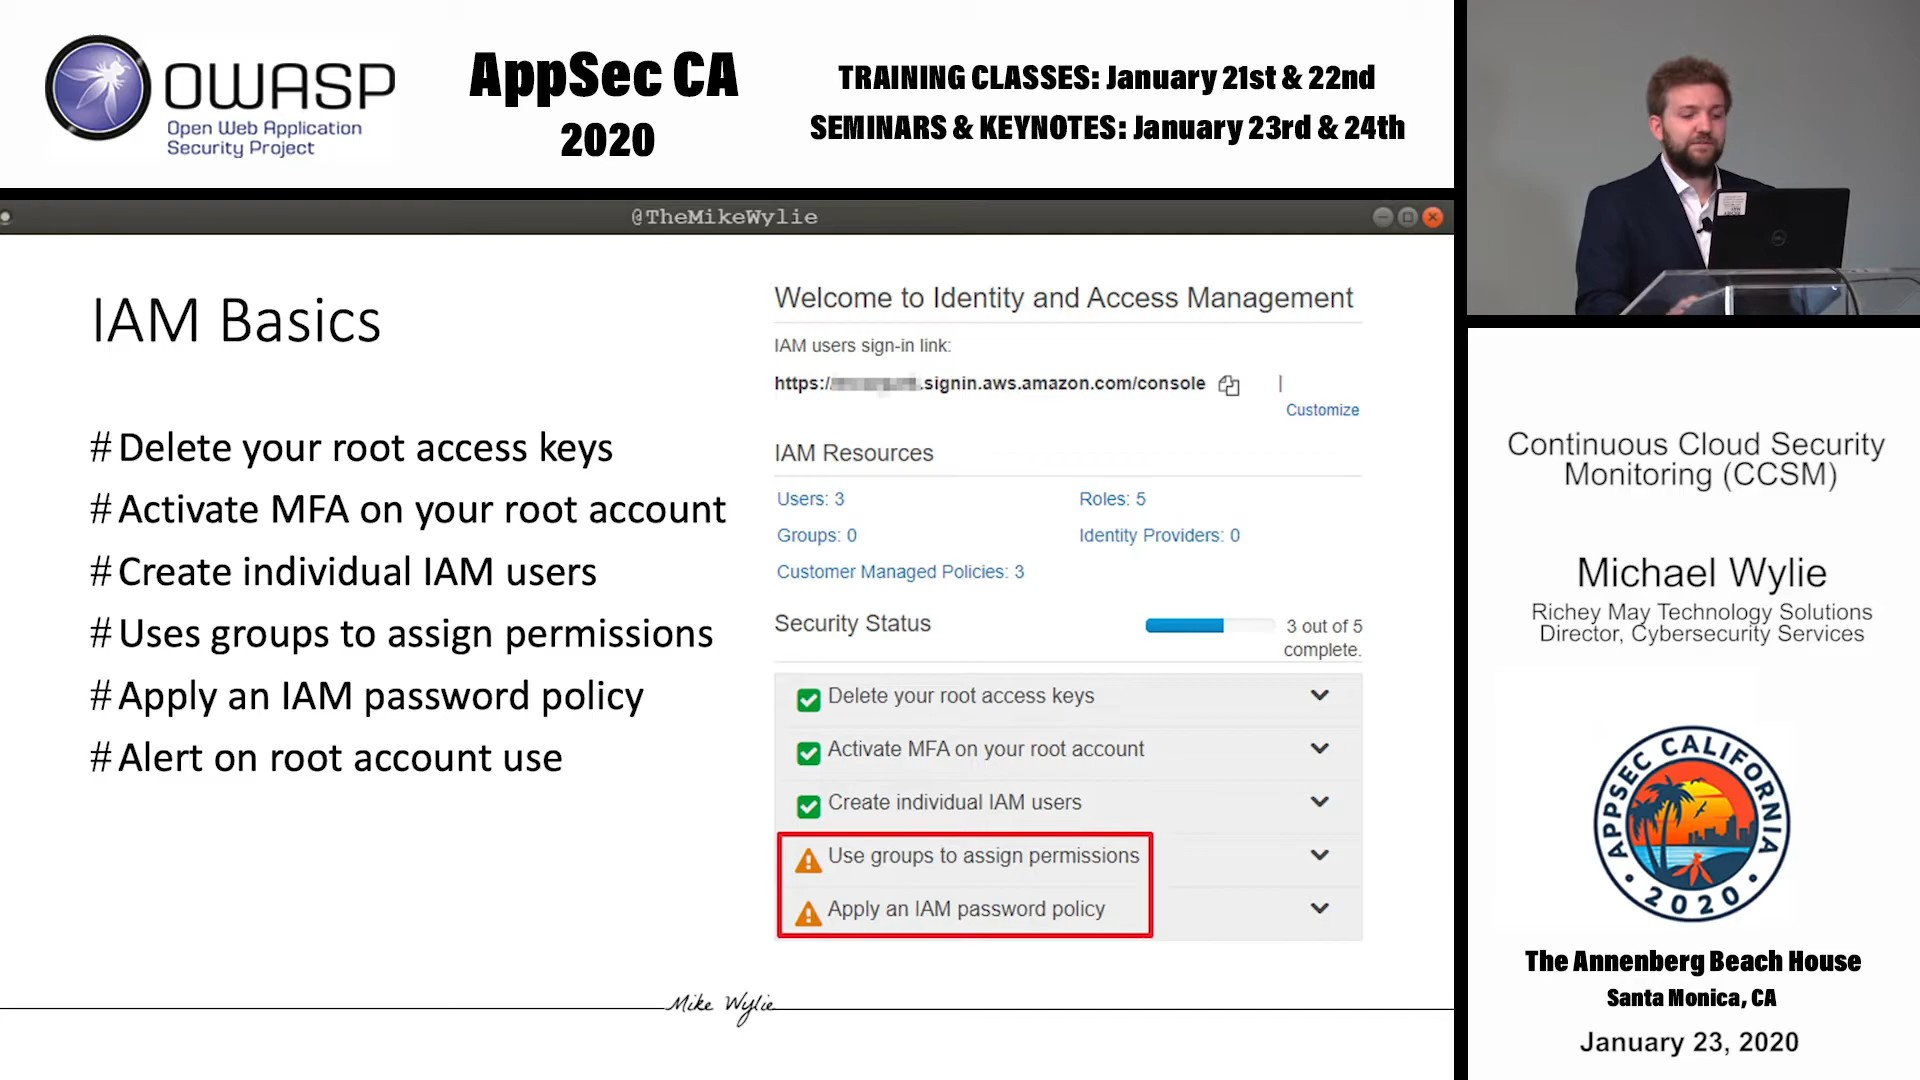 OWASP
Open Web Application
Security Project
AppSec CA
2020
TRAINING CLASSES: January 21st & 22nd
SEMINARS & KEYNOTES: January 23rd & 24th
@TheMikeWylie
IAM Basics
#Delete your root access keys
#Activate MFA on your root account
#Create individual IAM users
#Uses groups to assign permissions
#Apply an IAM password policy
#Alert on root account use
Welcome to Identity and Access Management
IAM users sign-in link:
https:/ .signin.aws.amazon.com/console |
Customize
IAM Resources
Users: 3
Roles: 5
Groups: 0
Identity Providers: 0
Customer Managed Policies: 3
Security Status
3 out of 5
complete.
Delete your root access keys
Activate MFA on your root account
Create individual IAM users
Use groups to assign permissions
Apply an IAM password policy
Mike Wylie
Continuous Cloud Security
Monitoring (CCSM)
Michael Wylie
Richey May Technology Solutions
Director, Cybersecurity Services
APPSEC CALIFORNIA
2020
The Annenberg Beach House
Santa Monica, CA
January 23, 2020